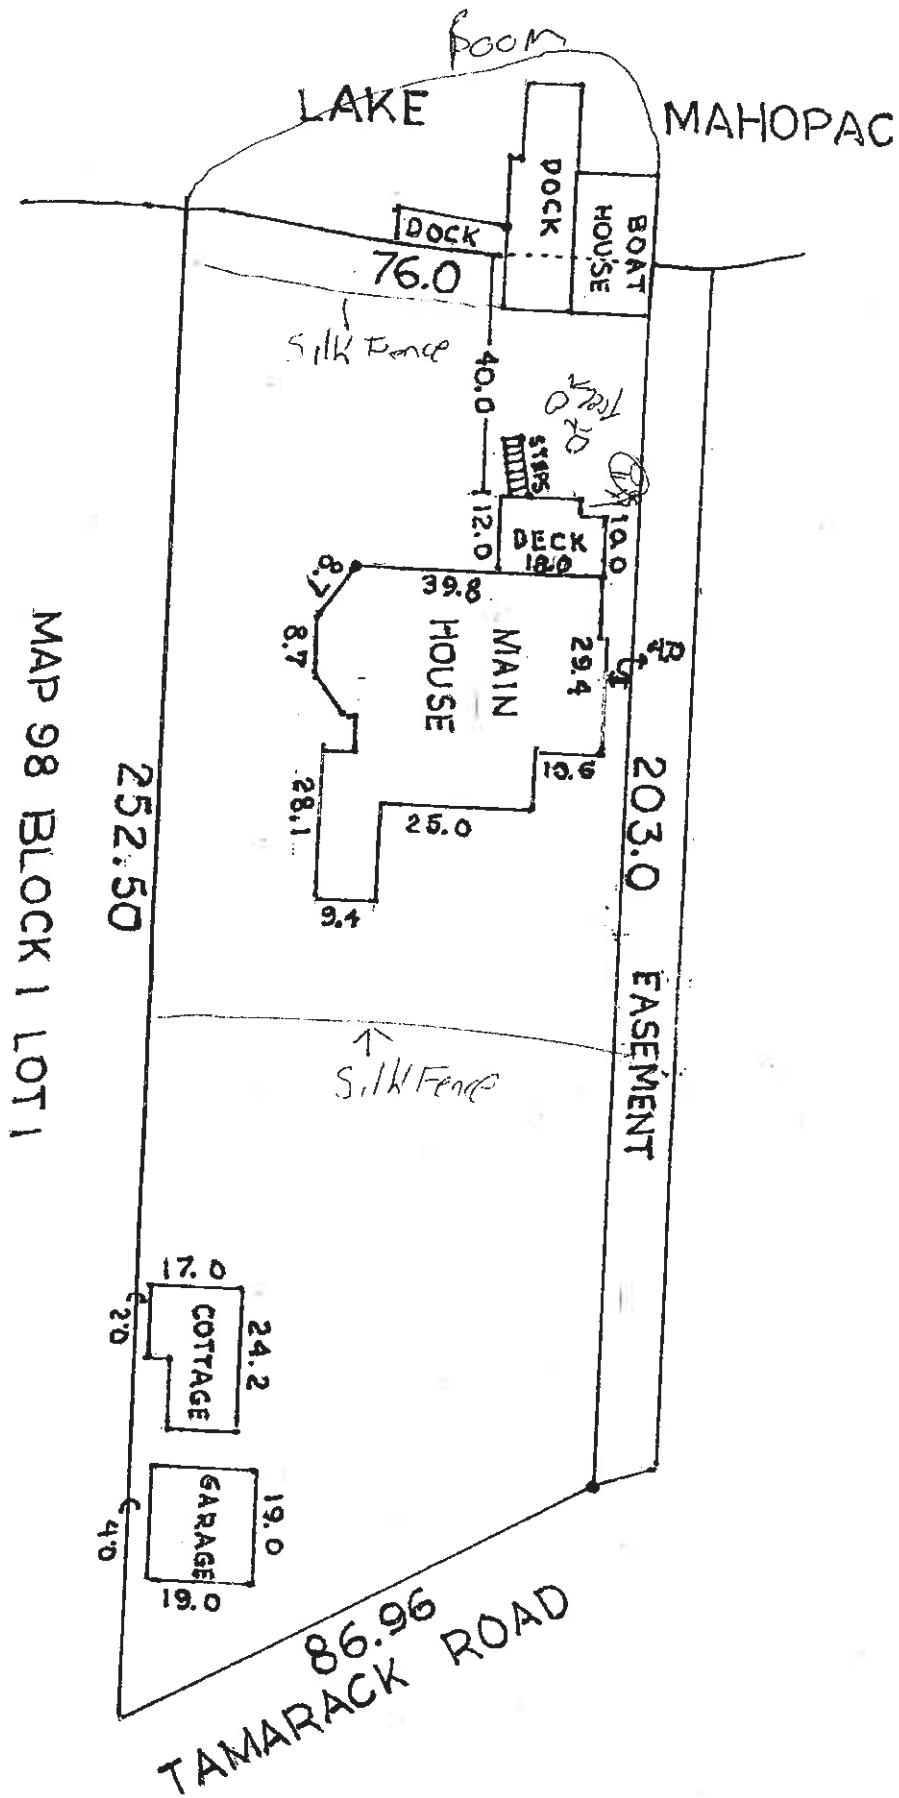 Boom
LAKE MAHOPAC
DOCK
BOAT
HOUSE
DOCK
76.0
Silk Fence
40.0
Tree
STEPS
12.0
DECK
18.0
10.0
8.7
39.8
8.7
MAIN
HOUSE
29.4
10.6
28.1
25.0
9.4
203.0 EASEMENT
252.50
MAP 98 BLOCK 1 LOT 1
Silk Fence
17.0
COTTAGE
24.2
2.0
GARAGE
19.0
4.0
19.0
86.96
TAMARACK ROAD